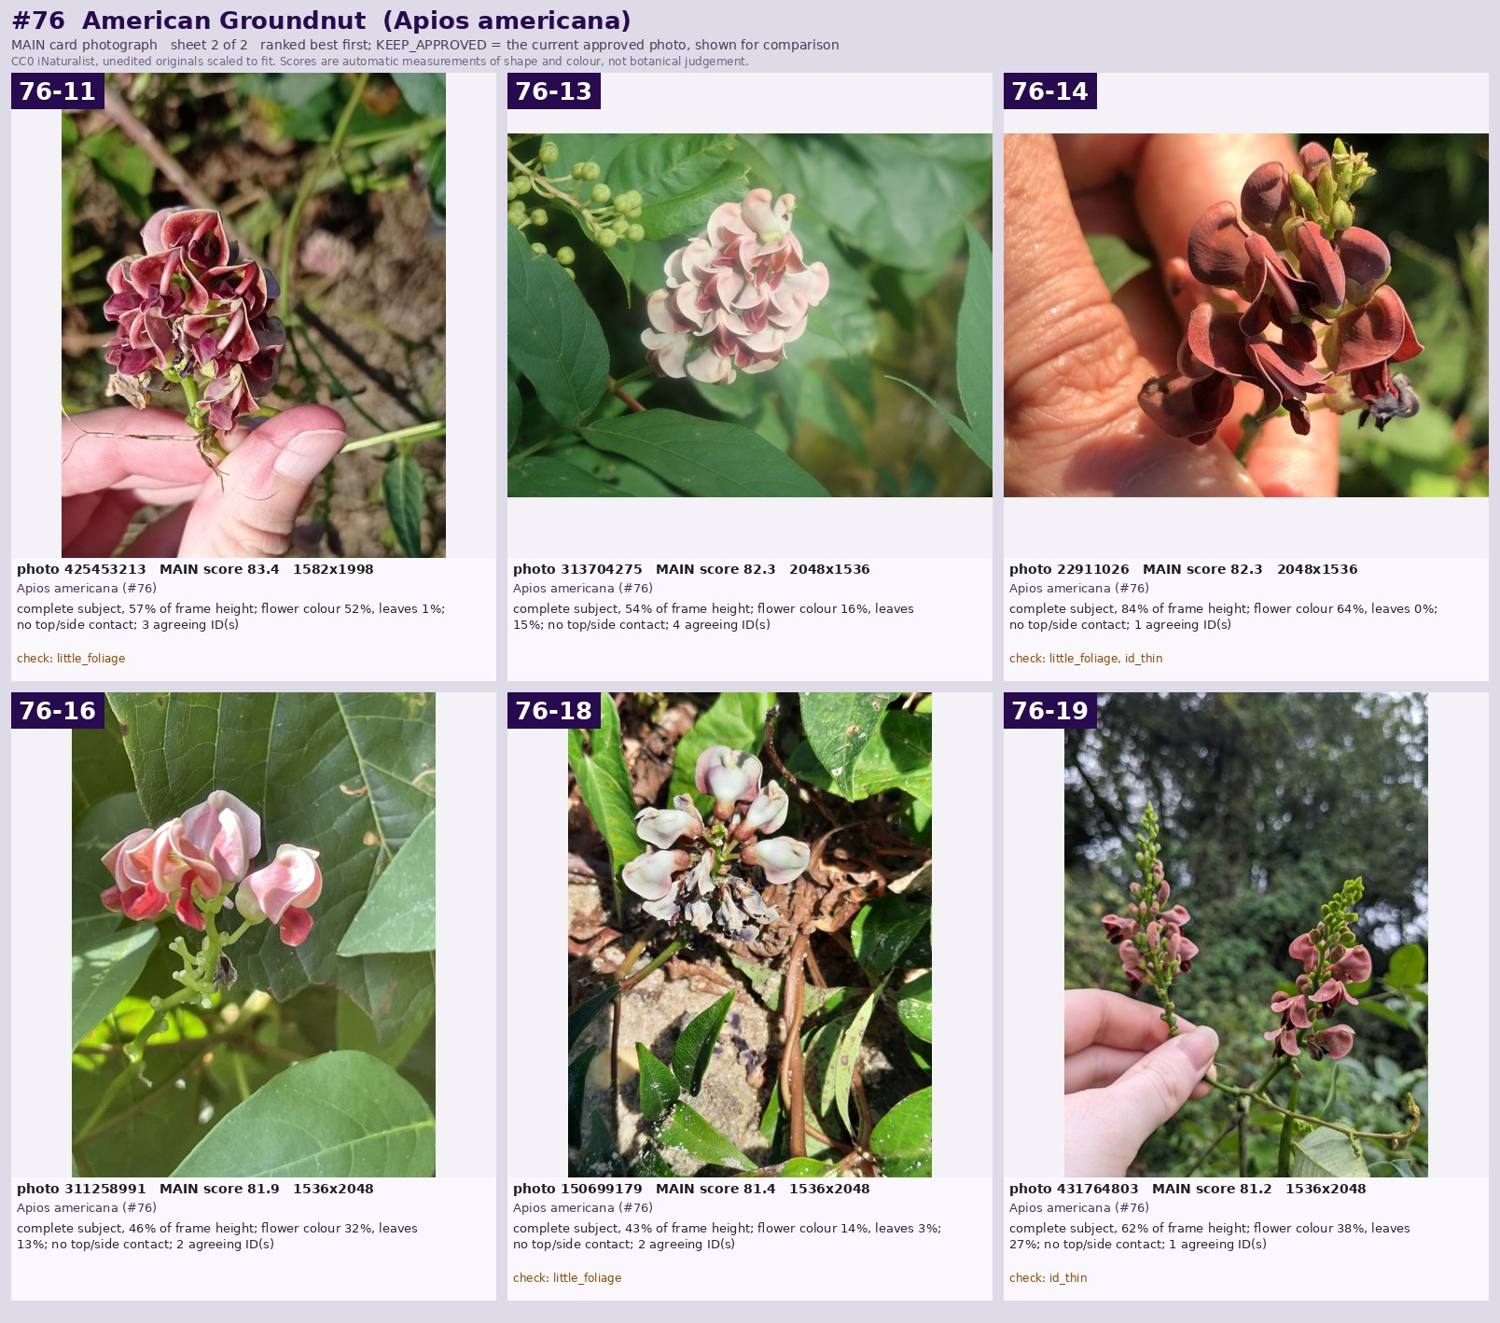 #76  American Groundnut  (Apios americana)
MAIN card photograph   sheet 2 of 2   ranked best first; KEEP_APPROVED = the current approved photo, shown for comparison
CC0 iNaturalist, unedited originals scaled to fit. Scores are automatic measurements of shape and colour, not botanical judgement.
76-11
photo 425453213   MAIN score 83.4   1582x1998
Apios americana (#76)
complete subject, 57% of frame height; flower colour 52%, leaves 1%;
no top/side contact; 3 agreeing ID(s)
check: little_foliage
76-13
photo 313704275   MAIN score 82.3   2048x1536
Apios americana (#76)
complete subject, 54% of frame height; flower colour 16%, leaves
15%; no top/side contact; 4 agreeing ID(s)
76-14
photo 22911026   MAIN score 82.3   2048x1536
Apios americana (#76)
complete subject, 84% of frame height; flower colour 64%, leaves 0%;
no top/side contact; 1 agreeing ID(s)
check: little_foliage, id_thin
76-16
photo 311258991   MAIN score 81.9   1536x2048
Apios americana (#76)
complete subject, 46% of frame height; flower colour 32%, leaves
13%; no top/side contact; 2 agreeing ID(s)
76-18
photo 150699179   MAIN score 81.4   1536x2048
Apios americana (#76)
complete subject, 43% of frame height; flower colour 14%, leaves 3%;
no top/side contact; 2 agreeing ID(s)
check: little_foliage
76-19
photo 431764803   MAIN score 81.2   1536x2048
Apios americana (#76)
complete subject, 62% of frame height; flower colour 38%, leaves
27%; no top/side contact; 1 agreeing ID(s)
check: id_thin